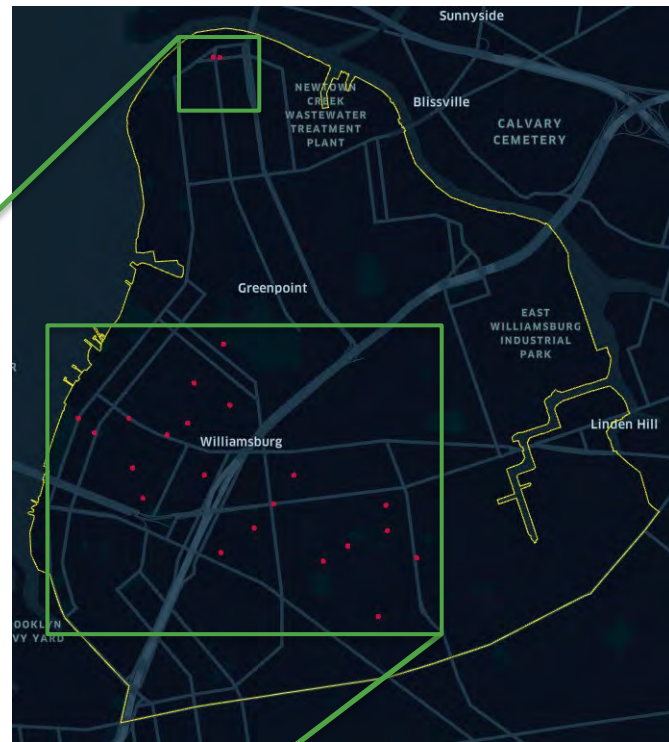 Sunnyside
NEWTOWN
CREEK
WASTEWATER
TREATMENT
PLANT
Blissville
CALVARY
CEMETERY
Greenpoint
EAST
WILLIAMSBURG
INDUSTRIAL
PARK
R
Linden Hill
Williamsburg
OOKLYN
VY YARD